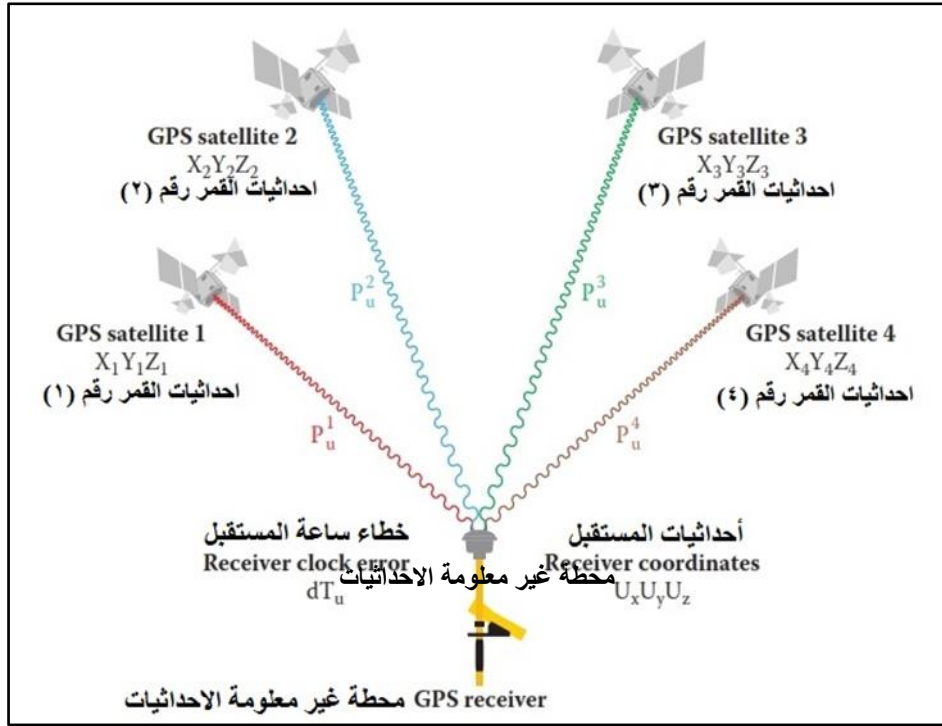 GPS satellite 2
X₂Y₂Z₂
احداثيات القمر رقم (٢)
GPS satellite 3
X₃Y₃Z₃
احداثيات القمر رقم (٣)
GPS satellite 1
X₁Y₁Z₁
احداثيات القمر رقم (١)
GPS satellite 4
X₄Y₄Z₄
احداثيات القمر رقم (٤)
P²ᵤ
P³ᵤ
P¹ᵤ
P⁴ᵤ
خطاء ساعة المستقبل
Receiver clock error
dTᵤ
أحداثيات المستقبل
Receiver coordinates
UₓUᵧU_z
محطة غير معلومة الاحداثيات
محطة غير معلومة الاحداثيات GPS receiver